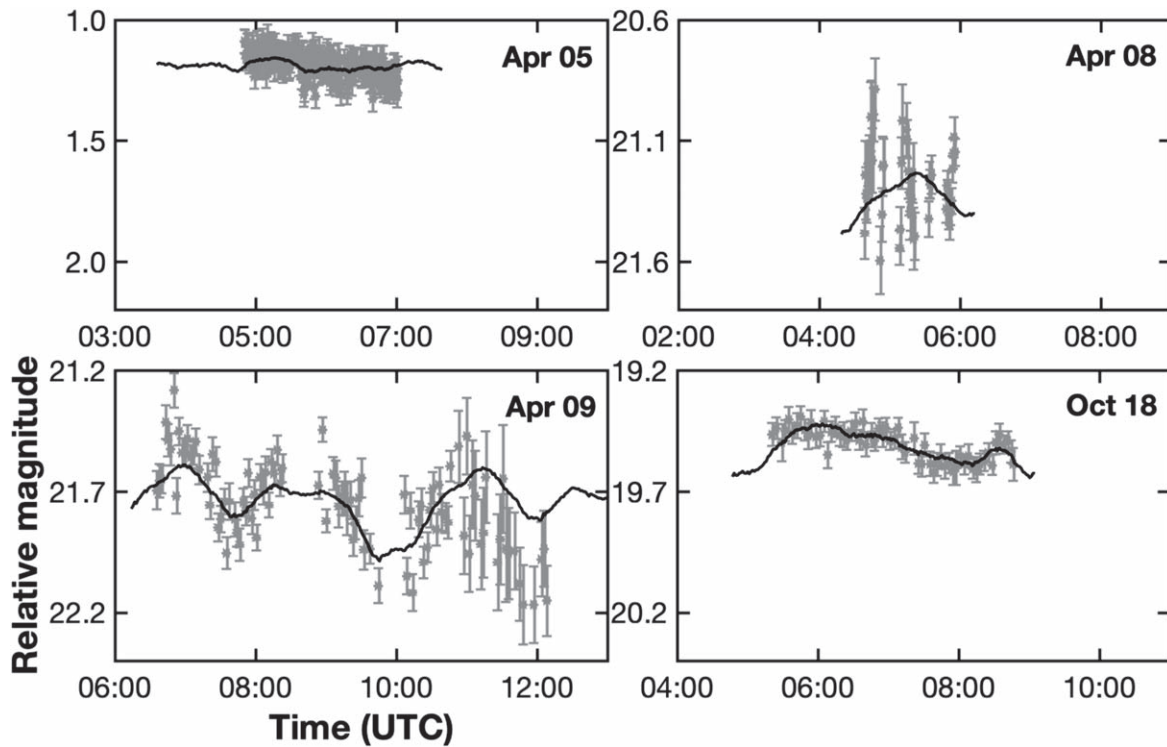 1.0
1.5
2.0
Apr 05
03:00 05:00 07:00 09:00
20.6
21.1
21.6
Apr 08
02:00 04:00 06:00 08:00
Relative magnitude
21.2
21.7
22.2
Apr 09
06:00 08:00 10:00 12:00
19.2
19.7
20.2
Oct 18
04:00 06:00 08:00 10:00
Time (UTC)